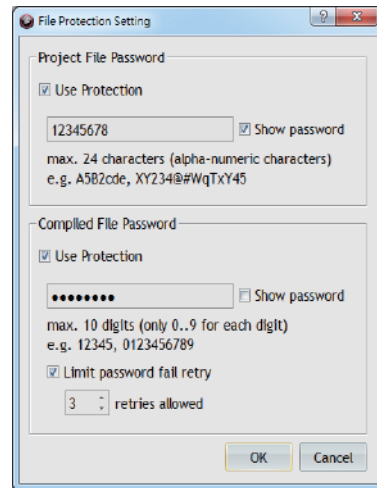 File Protection Setting
Project File Password
Use Protection
12345678
Show password
max. 24 characters (alpha-numeric characters)
e.g. A5B2cde, XY234@#WqTxY45
Compiled File Password
Use Protection
●●●●●●●●
Show password
max. 10 digits (only 0..9 for each digit)
e.g. 12345, 0123456789
Limit password fail retry
3 retries allowed
OK Cancel